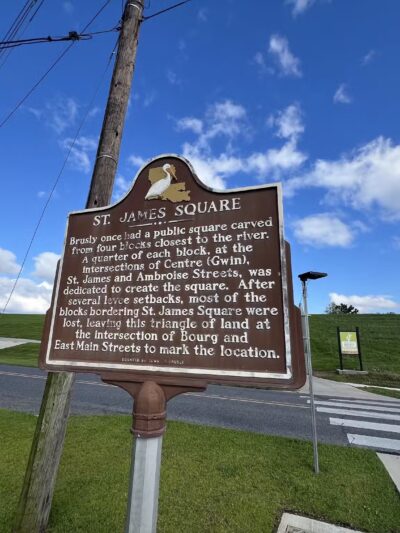 ST. JAMES SQUARE
Brusly once had a public square carved
from four blocks closest to the river.
A quarter of each block, at the
intersections of Centre (Gwin),
St. James and Ambroise Streets, was
dedicated to create the square. After
several levee setbacks, most of the
blocks bordering St. James Square were
lost, leaving this triangle of land at
the intersection of Bourg and
East Main Streets to mark the location.